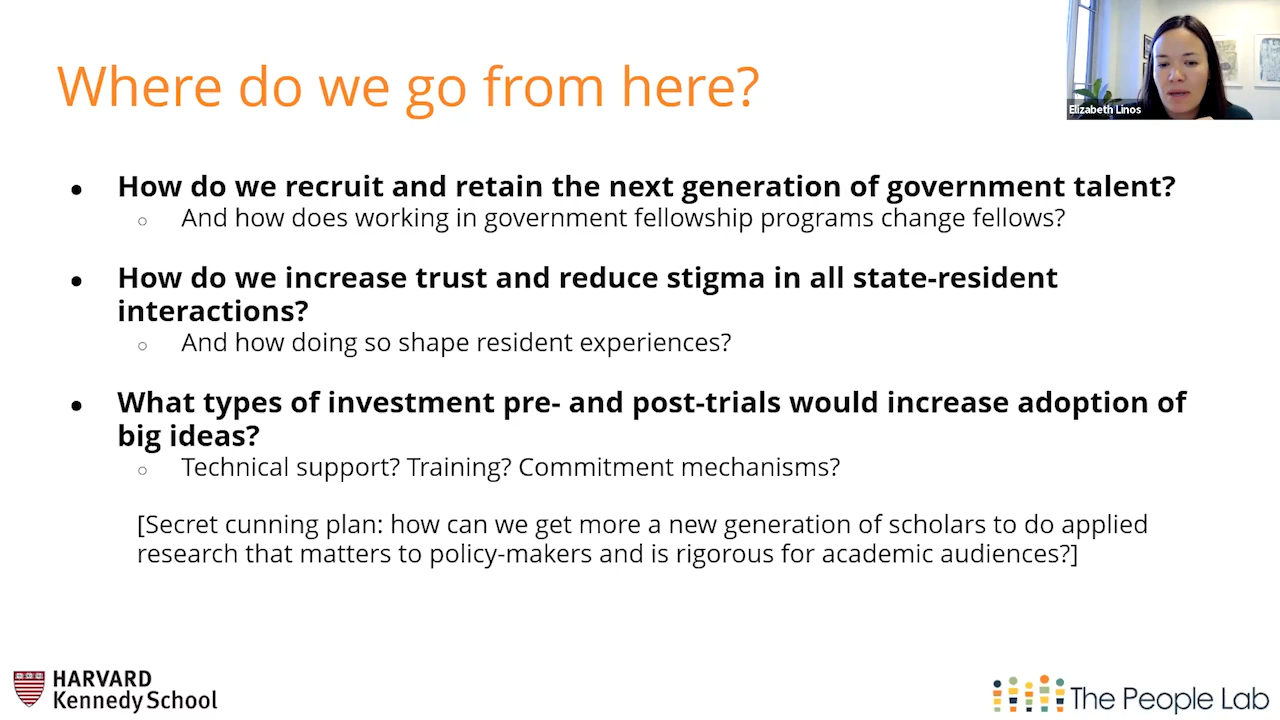 Where do we go from here?
Elizabeth Linos
● How do we recruit and retain the next generation of government talent?
○ And how does working in government fellowship programs change fellows?
● How do we increase trust and reduce stigma in all state-resident
interactions?
○ And how doing so shape resident experiences?
● What types of investment pre- and post-trials would increase adoption of
big ideas?
○ Technical support? Training? Commitment mechanisms?
[Secret cunning plan: how can we get more a new generation of scholars to do applied
research that matters to policy-makers and is rigorous for academic audiences?]
HARVARD
Kennedy School
The People Lab